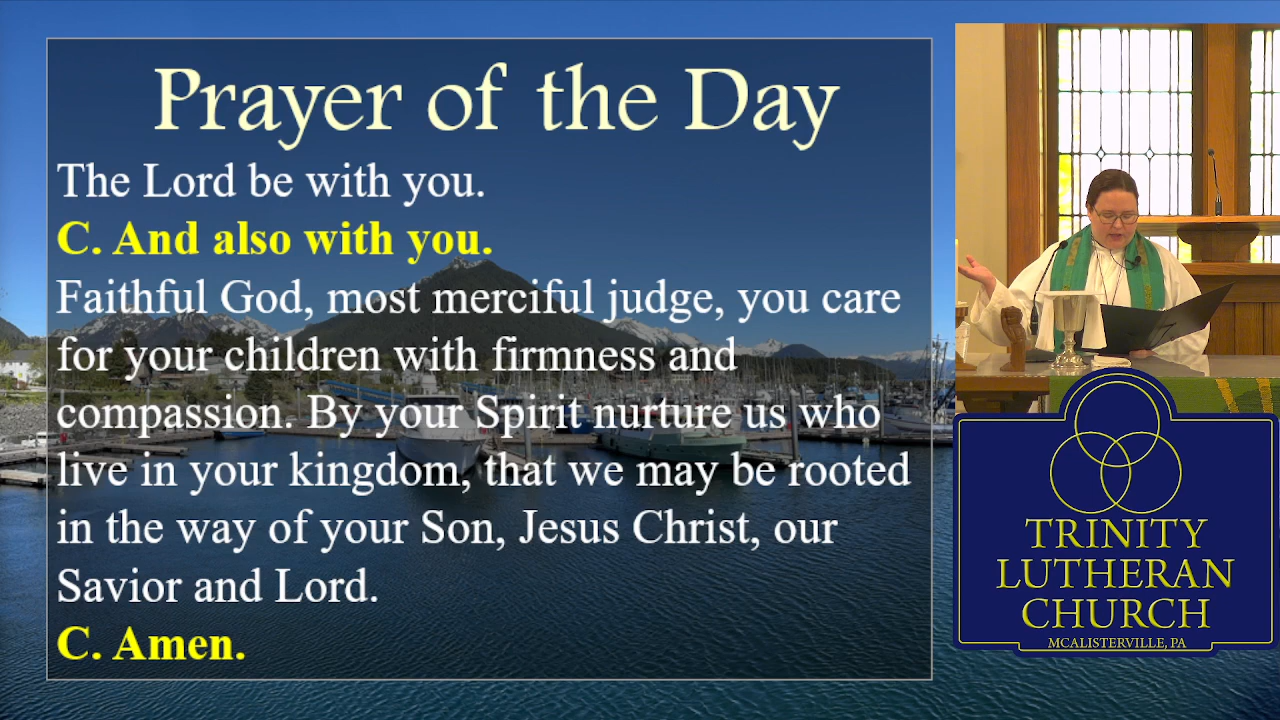 Prayer of the Day
The Lord be with you.
C. And also with you.
Faithful God, most merciful judge, you care
for your children with firmness and
compassion. By your Spirit nurture us who
live in your kingdom, that we may be rooted
in the way of your Son, Jesus Christ, our
Savior and Lord.
C. Amen.
TRINITY
LUTHERAN
CHURCH
MCALISTERVILLE, PA